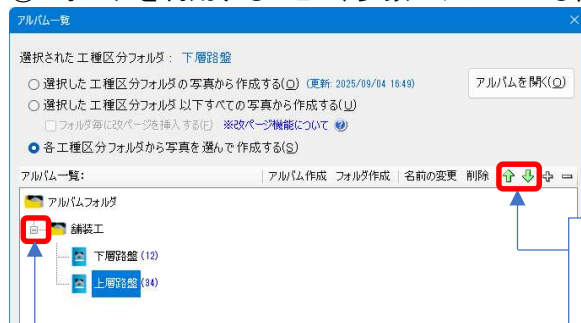 アルバム一覧
選択された工種区分フォルダ： 下層路盤
選択した工種区分フォルダの写真から作成する(O) (更新: 2025/09/04 16:49)
アルバムを開く(O)
選択した工種区分フォルダ以下すべての写真から作成する(U)
フォルダ毎に改ページを挿入する(F) ※改ページ機能について
各工種区分フォルダから写真を選んで作成する(S)
アルバム一覧： アルバム作成 フォルダ作成 名前の変更 削除
アルバムフォルダ
舗装工
下層路盤 (12)
上層路盤 (34)